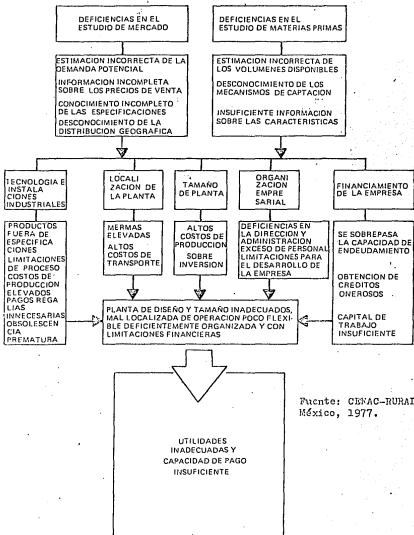 DEFICIENCIAS EN EL
ESTUDIO DE MERCADO
DEFICIENCIAS EN EL
ESTUDIO DE MATERIAS PRIMAS
ESTIMACION INCORRECTA DE LA
DEMANDA POTENCIAL
INFORMACION INCOMPLETA
SOBRE LOS PRECIOS DE VENTA
CONOCIMIENTO INCOMPLETO
DE LAS ESPECIFICACIONES
DESCONOCIMIENTO DE LA
DISTRIBUCION GEOGRAFICA
ESTIMACION INCORRECTA DE
LOS VOLUMENES DISPONIBLES
DESCONOCIMIENTO DE LOS
MECANISMOS DE CAPTACION
INSUFICIENTE INFORMACION
SOBRE LAS CARACTERISTICAS
TECNOLOGIA E
INSTALA
CIONES
INDUSTRIALES
LOCALI
ZACION DE
LA PLANTA
TAMAÑO
DE PLANTA
ORGANI
ZACION
EMPRE
SARIAL
FINANCIAMIENTO
DE LA EMPRESA
PRODUCTOS
FUERA DE
ESPECIFICA
CIONES
LIMITACIONES
DE PROCESO
COSTOS DE
PRODUCCION
ELEVADOS
PAGOS REGA
LIAS
INNECESARIAS
OBSOLESCEN
CIA
PREMATURA
MERMAS
ELEVADAS
ALTOS
COSTOS DE
TRANSPORTE
ALTOS
COSTOS DE
PRODUCCION
SOBRE
INVERSION
DEFICIENCIAS EN
LA DIRECCION Y
ADMINISTRACION
EXCESO DE PERSONAL
LIMITACIONES PARA
EL DESARROLLO DE
LA EMPRESA
SE SOBREPASA
LA CAPACIDAD DE
ENDEUDAMIENTO
OBTENCION DE
CREDITOS
ONEROSOS
CAPITAL DE
TRABAJO
INSUFICIENTE
PLANTA DE DISEÑO Y TAMAÑO INADECUADOS,
MAL LOCALIZADA DE OPERACION POCO FLEXI
BLE DEFICIENTEMENTE ORGANIZADA Y CON
LIMITACIONES FINANCIERAS
Fuente: CENAC-RURAL
México, 1977.
UTILIDADES
INADECUADAS Y
CAPACIDAD DE PAGO
INSUFICIENTE